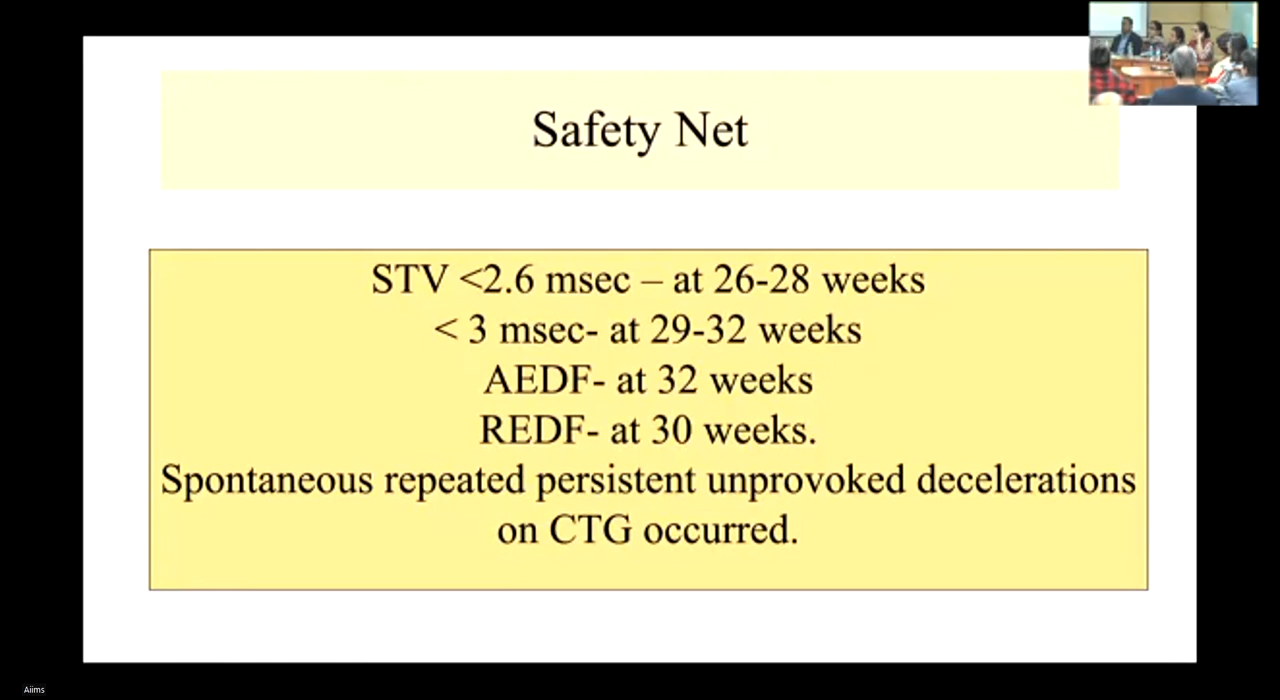 Safety Net
STV <2.6 msec – at 26-28 weeks
< 3 msec- at 29-32 weeks
AEDF- at 32 weeks
REDF- at 30 weeks.
Spontaneous repeated persistent unprovoked decelerations
on CTG occurred.
Aiims